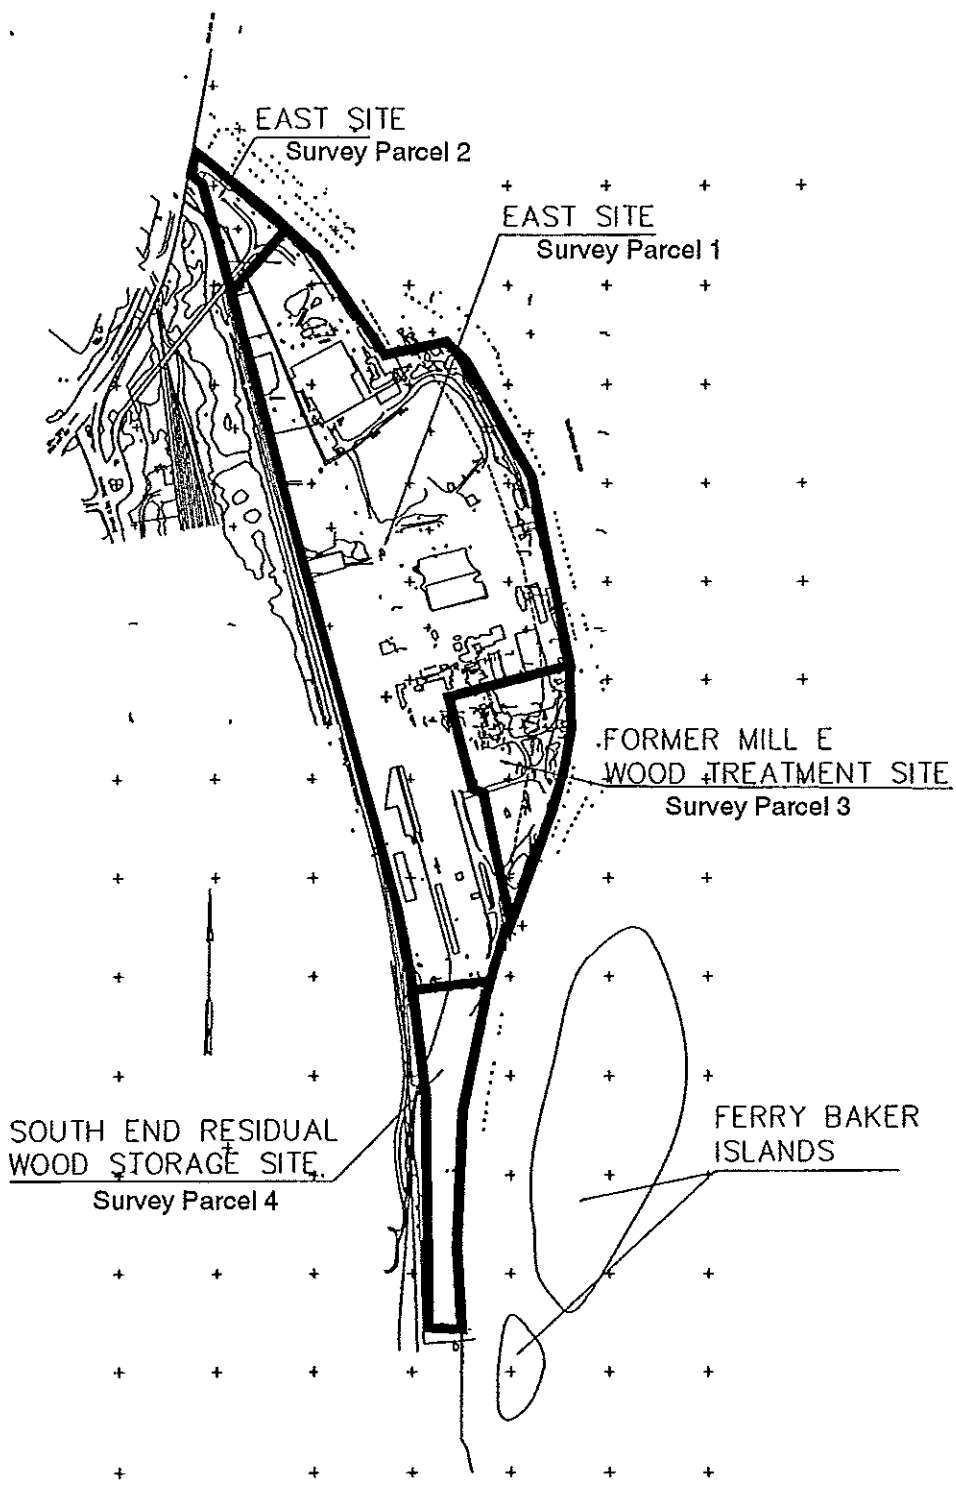 EAST SITE
Survey Parcel 2
EAST SITE
Survey Parcel 1
FORMER MILL E
WOOD TREATMENT SITE
Survey Parcel 3
SOUTH END RESIDUAL
WOOD STORAGE SITE
Survey Parcel 4
FERRY BAKER
ISLANDS